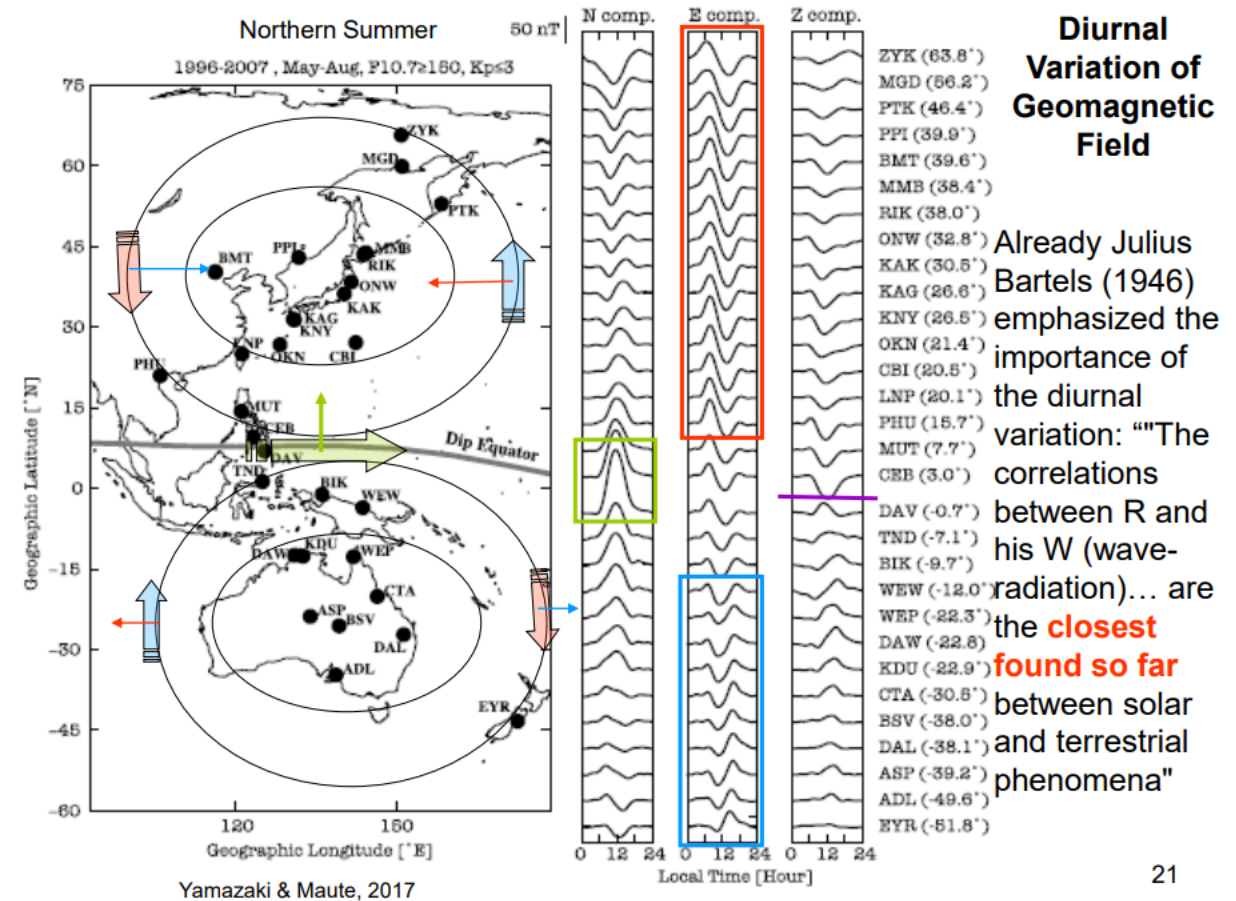 Northern Summer
1996-2007 , May-Aug, F10.7≥150, Kp≤3
50 nT
N comp.
E comp.
Z comp.
Diurnal
Variation of
Geomagnetic
Field
75
60
45
30
15
0
-15
-30
-45
-60
Geographic Latitude [˚N]
120
150
Geographic Longitude [˚E]
ZYK
MGD
PTK
BMT
PPI
MMB
RIK
ONW
KAK
KAG
KNY
LNP
OKN
CBI
PHU
MUT
CEB
DAV
Dip Equator
TND
BIK
WEW
DAW
KDU
WEP
CTA
ASP
BSV
DAL
ADL
EYR
ZYK (63.8˚)
MGD (56.2˚)
PTK (46.4˚)
PPI (39.9˚)
BMT (39.6˚)
MMB (38.4˚)
RIK (38.0˚)
ONW (32.8˚)
KAK (30.5˚)
KAG (26.6˚)
KNY (26.5˚)
OKN (21.4˚)
CBI (20.5˚)
LNP (20.1˚)
PHU (15.7˚)
MUT (7.7˚)
CEB (3.0˚)
DAV (-0.7˚)
TND (-7.1˚)
BIK (-9.7˚)
WEW (-12.0˚)
WEP (-22.3˚)
DAW (-22.8)
KDU (-22.9˚)
CTA (-30.5˚)
BSV (-38.0˚)
DAL (-38.1˚)
ASP (-39.2˚)
ADL (-49.6˚)
EYR (-51.8˚)
0 12 24
0 12 24
0 12 24
Local Time [Hour]
Already Julius
Bartels (1946)
emphasized the
importance of
the diurnal
variation: “"The
correlations
between R and
his W (wave-
radiation)… are
the closest
found so far
between solar
and terrestrial
phenomena"
Yamazaki & Maute, 2017
21